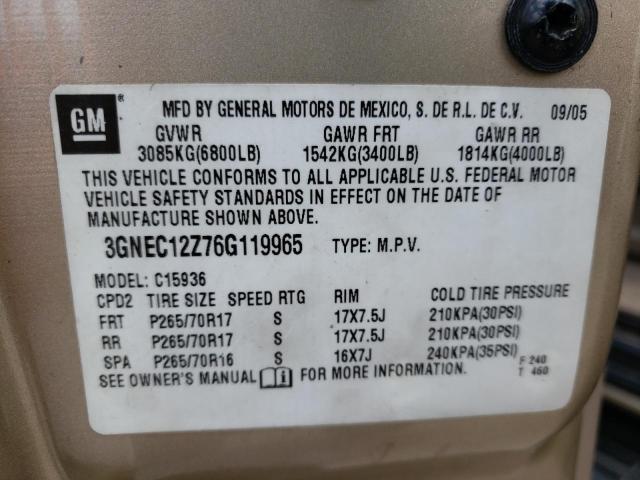 GM ® MFD BY GENERAL MOTORS DE MEXICO, S. DE R.L. DE C.V. 09/05
GVWR GAWR FRT GAWR RR
3085KG(6800LB) 1542KG(3400LB) 1814KG(4000LB)
THIS VEHICLE CONFORMS TO ALL APPLICABLE U.S. FEDERAL MOTOR
VEHICLE SAFETY STANDARDS IN EFFECT ON THE DATE OF
MANUFACTURE SHOWN ABOVE.
3GNEC12Z76G119965 TYPE: M.P.V.
MODEL: C15936
CPD2 TIRE SIZE SPEED RTG RIM COLD TIRE PRESSURE
FRT P265/70R17 S 17X7.5J 210KPA(30PSI)
RR P265/70R17 S 17X7.5J 210KPA(30PSI)
SPA P265/70R16 S 16X7J 240KPA(35PSI) F 240
SEE OWNER'S MANUAL i FOR MORE INFORMATION. T 460